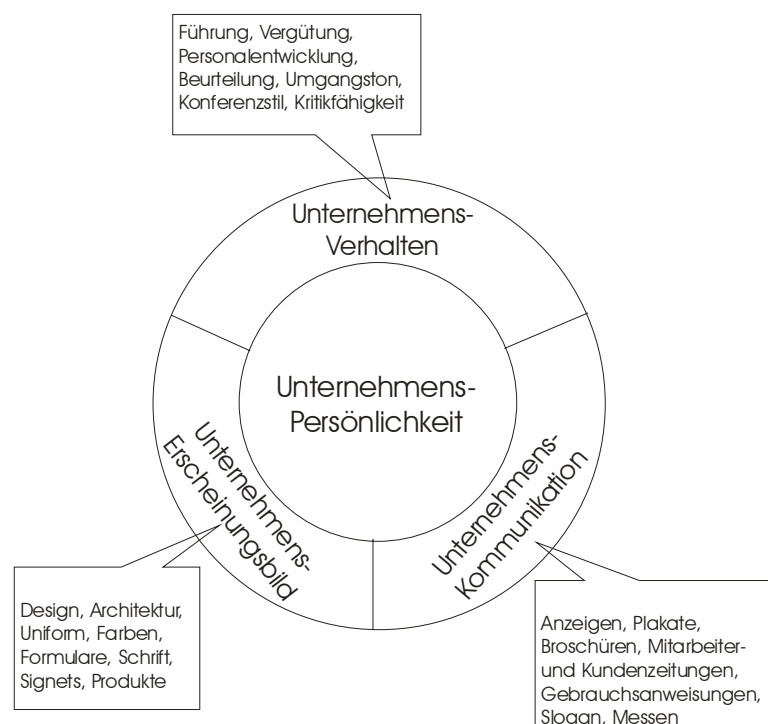 Führung, Vergütung,
Personalentwicklung,
Beurteilung, Umgangston,
Konferenzstil, Kritikfähigkeit
Unternehmens-
Verhalten
Unternehmens-
Persönlichkeit
Unternehmens-
Erscheinungsbild
Unternehmens-
Kommunikation
Design, Architektur,
Uniform, Farben,
Formulare, Schrift,
Signets, Produkte
Anzeigen, Plakate,
Broschüren, Mitarbeiter-
und Kundenzeitungen,
Gebrauchsanweisungen,
Slogan, Messen